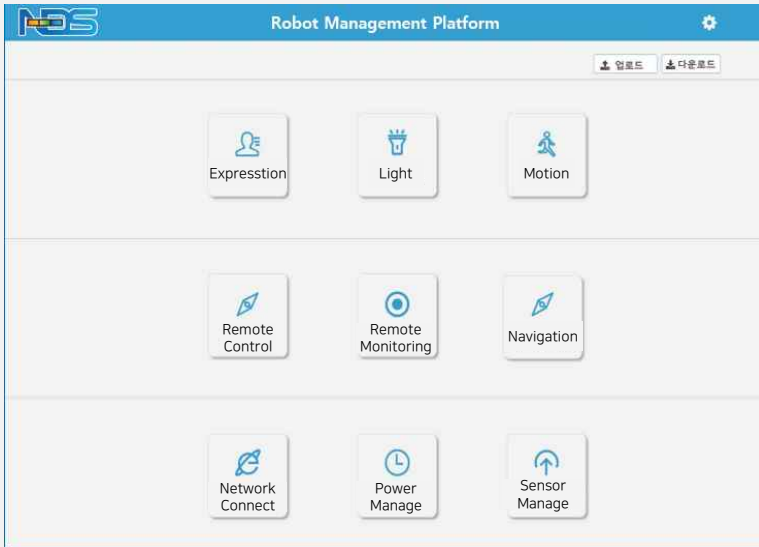 NDS
Robot Management Platform
업로드
다운로드
Expresstion
Light
Motion
Remote
Control
Remote
Monitoring
Navigation
Network
Connect
Power
Manage
Sensor
Manage